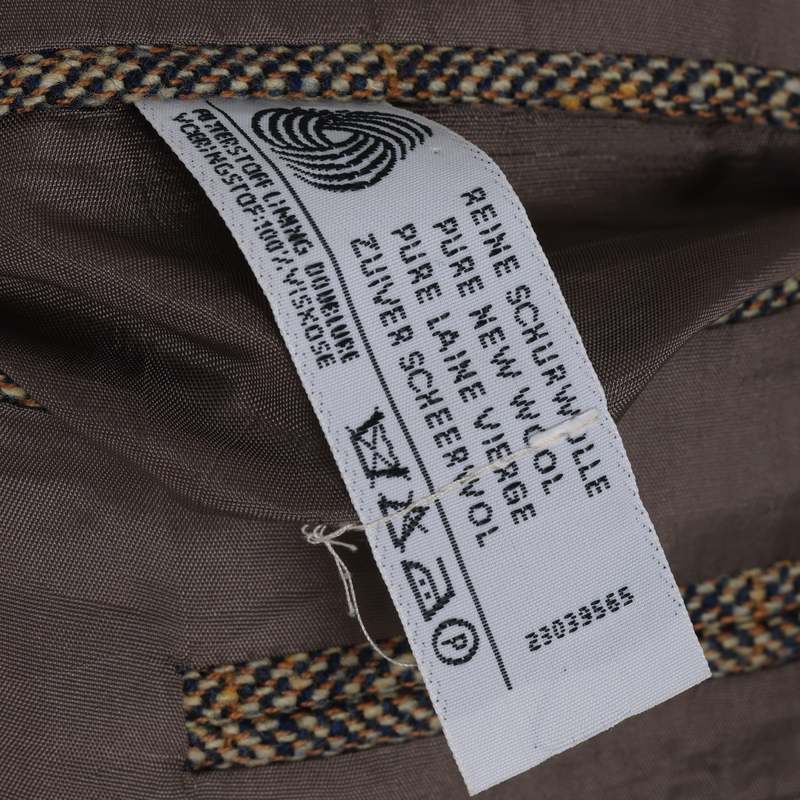 REINE SCHURWOLLE
PURE NEW WOOL
PURE LAINE VIERGE
ZUIVER SCHEERWOL
FUTTERSTOFF LINING DOUBLURE
VOERINGSTOF: 100% VISKOSE
P
23039565